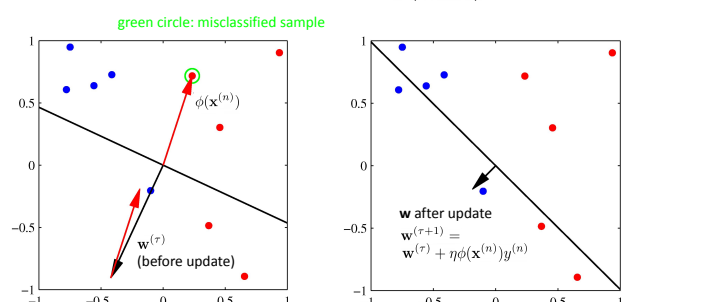 green circle: misclassified sample
1
0.5
0
−0.5
−1
−1
−0.5
0
0.5
1
ϕ(x⁽ⁿ⁾)
w⁽τ⁾
(before update)
1
0.5
0
−0.5
−1
−1
−0.5
0
0.5
1
w after update
w⁽τ⁺¹⁾ =
w⁽τ⁾ + ηϕ(x⁽ⁿ⁾)y⁽ⁿ⁾